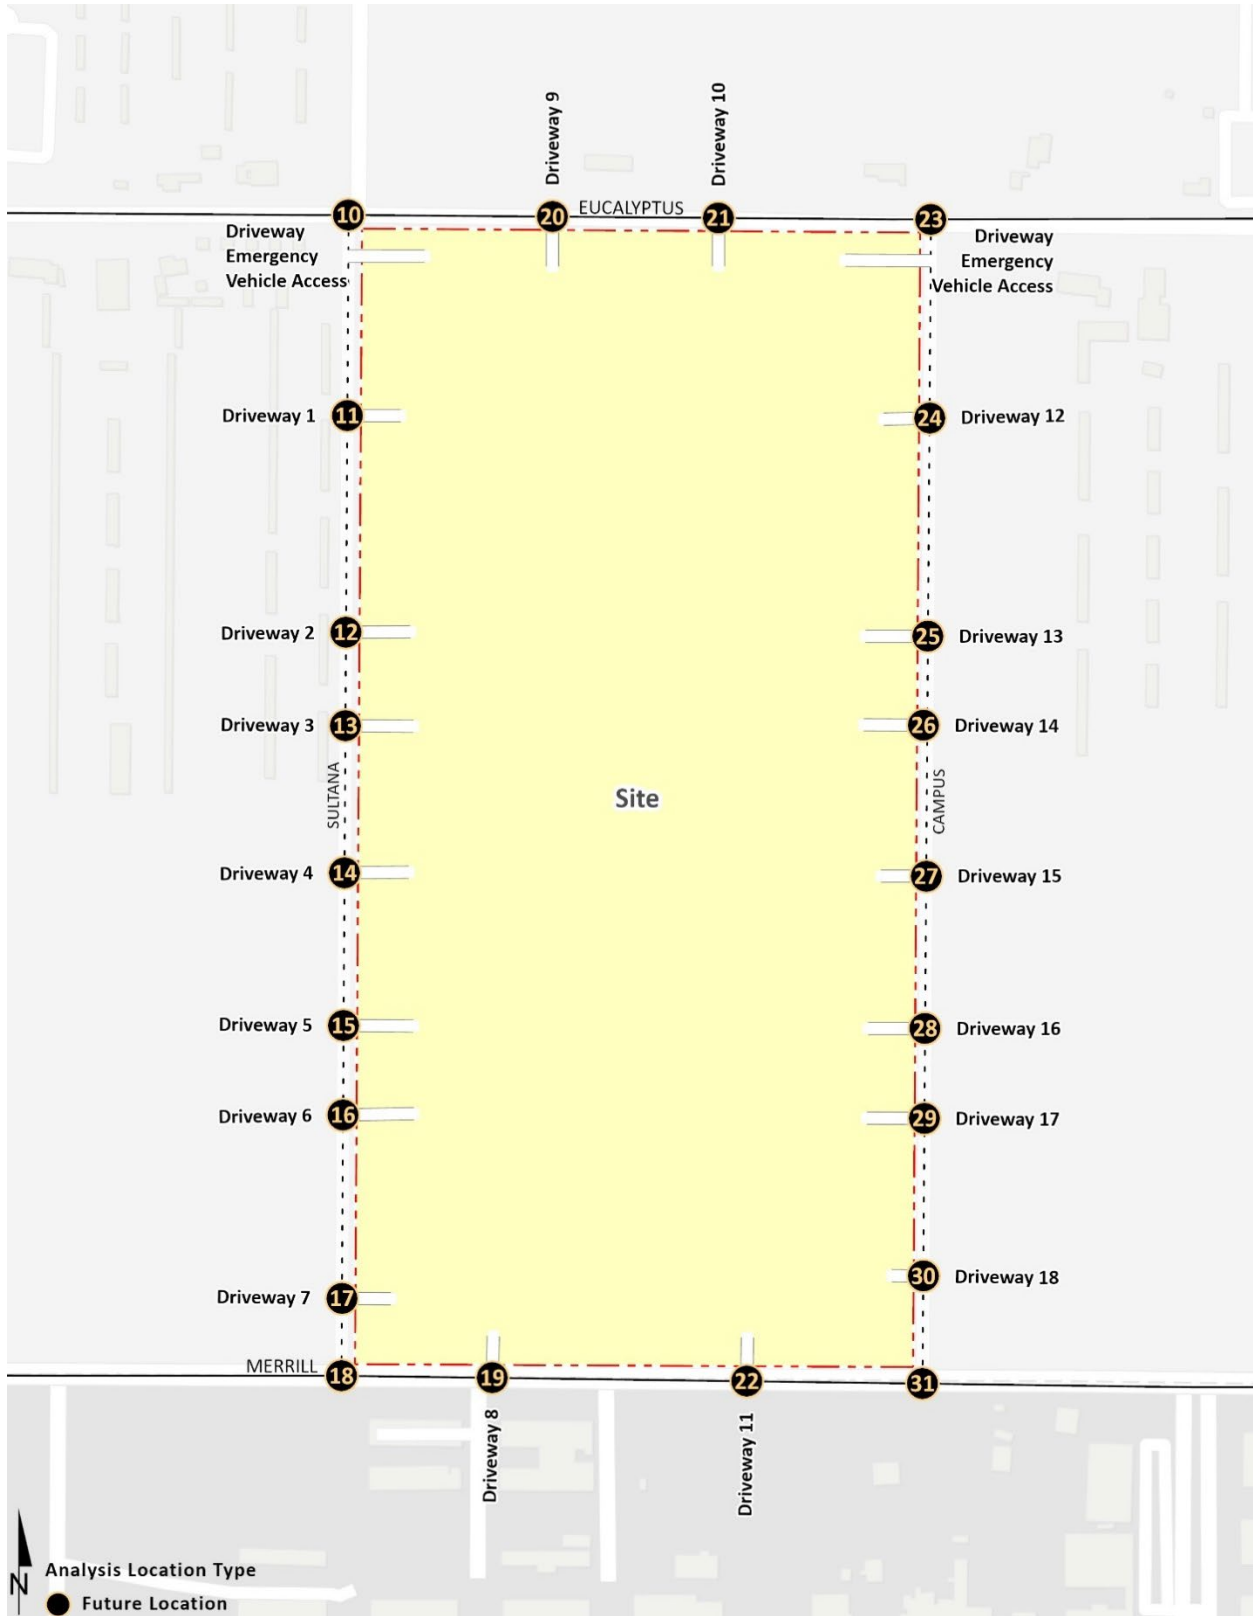 Driveway 9
Driveway 10
10
20
EUCALYPTUS
21
23
Driveway
Emergency
Vehicle Access
Driveway
Emergency
Vehicle Access
Driveway 1
11
24
Driveway 12
Driveway 2
12
25
Driveway 13
Driveway 3
13
26
Driveway 14
SULTANA
Site
CAMPUS
Driveway 4
14
27
Driveway 15
Driveway 5
15
28
Driveway 16
Driveway 6
16
29
Driveway 17
30
Driveway 18
Driveway 7
17
MERRILL
18
19
22
31
Driveway 8
Driveway 11
N
Analysis Location Type
Future Location